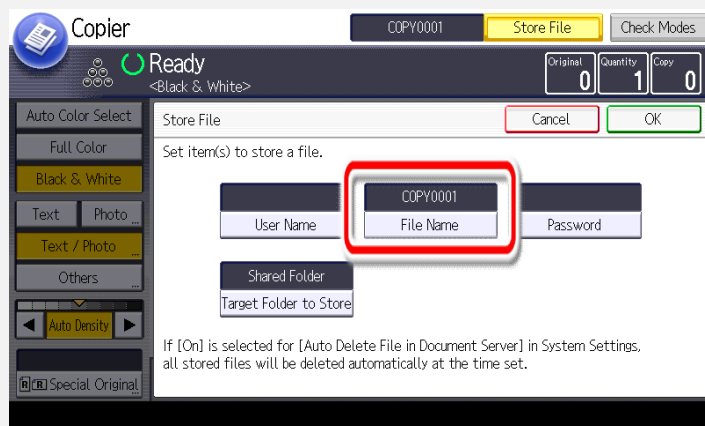 Copier
COPY0001
Store File
Check Modes
Ready
<Black & White>
Original
0
Quantity
1
Copy
0
Auto Color Select
Full Color
Black & White
Text
Photo
Text / Photo
Others
Auto Density
Special Original
Store File
Cancel
OK
Set item(s) to store a file.
User Name
COPY0001
File Name
Password
Shared Folder
Target Folder to Store
If [On] is selected for [Auto Delete File in Document Server] in System Settings,
all stored files will be deleted automatically at the time set.